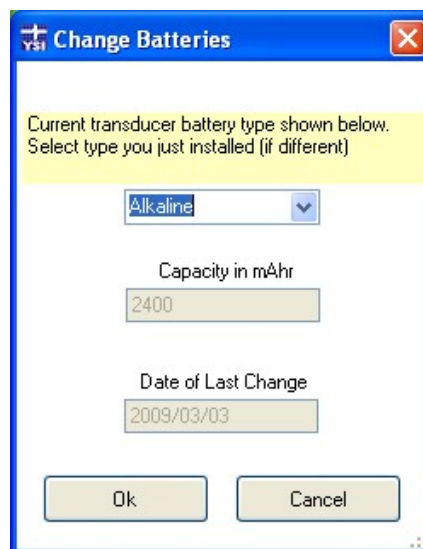 YSI Change Batteries
Current transducer battery type shown below.
Select type you just installed (if different)
Alkaline
Capacity in mAhr
2400
Date of Last Change
2009/03/03
Ok Cancel